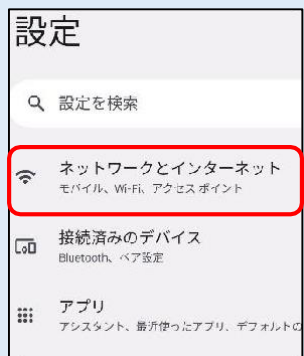 設定
設定を検索
ネットワークとインターネット
モバイル、Wi-Fi、アクセス ポイント
接続済みのデバイス
Bluetooth、ペア設定
アプリ
アシスタント、最近使ったアプリ、デフォルトの